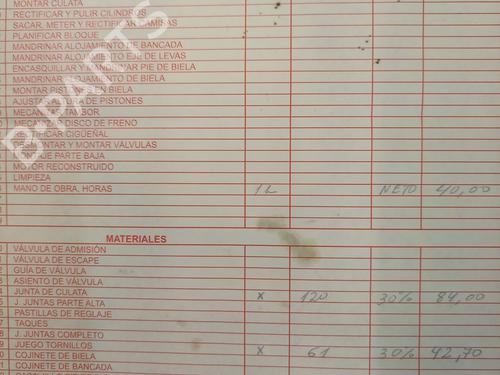 MONTAR CULATA
RECTIFICAR Y PULIR CILINDROS
SACAR, METER Y RECTIFICAR CAMISAS
PLANIFICAR BLOQUE
MANDRINAR ALOJAMIENTO DE BANCADA
MANDRINAR ALOJAMIENTO EJE DE LEVAS
ENCASQUILLAR Y MANDRINAR PIE DE BIELA
MANDRINAR ALOJAMIENTO DE BIELA
MONTAR PISTONES EN BIELA
AJUSTAR ALTURA DE PISTONES
MECANIZAR TAMBOR
MECANIZAR DISCO DE FRENO
RECTIFICAR CIGÜEÑAL
DESMONTAR Y MONTAR VÁLVULAS
MONTAJE PARTE BAJA
MOTOR RECONSTRUIDO
LIMPIEZA
MANO DE OBRA, HORAS NETO 40,00
MATERIALES
VÁLVULA DE ADMISIÓN
VÁLVULA DE ESCAPE
GUÍA DE VÁLVULA
ASIENTO DE VÁLVULA
JUNTA DE CULATA x 120 30% 84,00
J. JUNTAS PARTE ALTA
PASTILLAS DE REGLAJE
TAQUES
J. JUNTAS COMPLETO
JUEGO TORNILLOS x 61 30% 42,70
COJINETE DE BIELA
COJINETE DE BANCADA
B-PARTS